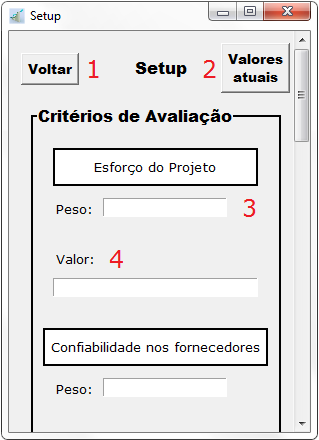 Setup
Voltar 1 Setup 2 Valores
atuais
Critérios de Avaliação
Esforço do Projeto
Peso: 3
Valor: 4
Confiabilidade nos fornecedores
Peso: